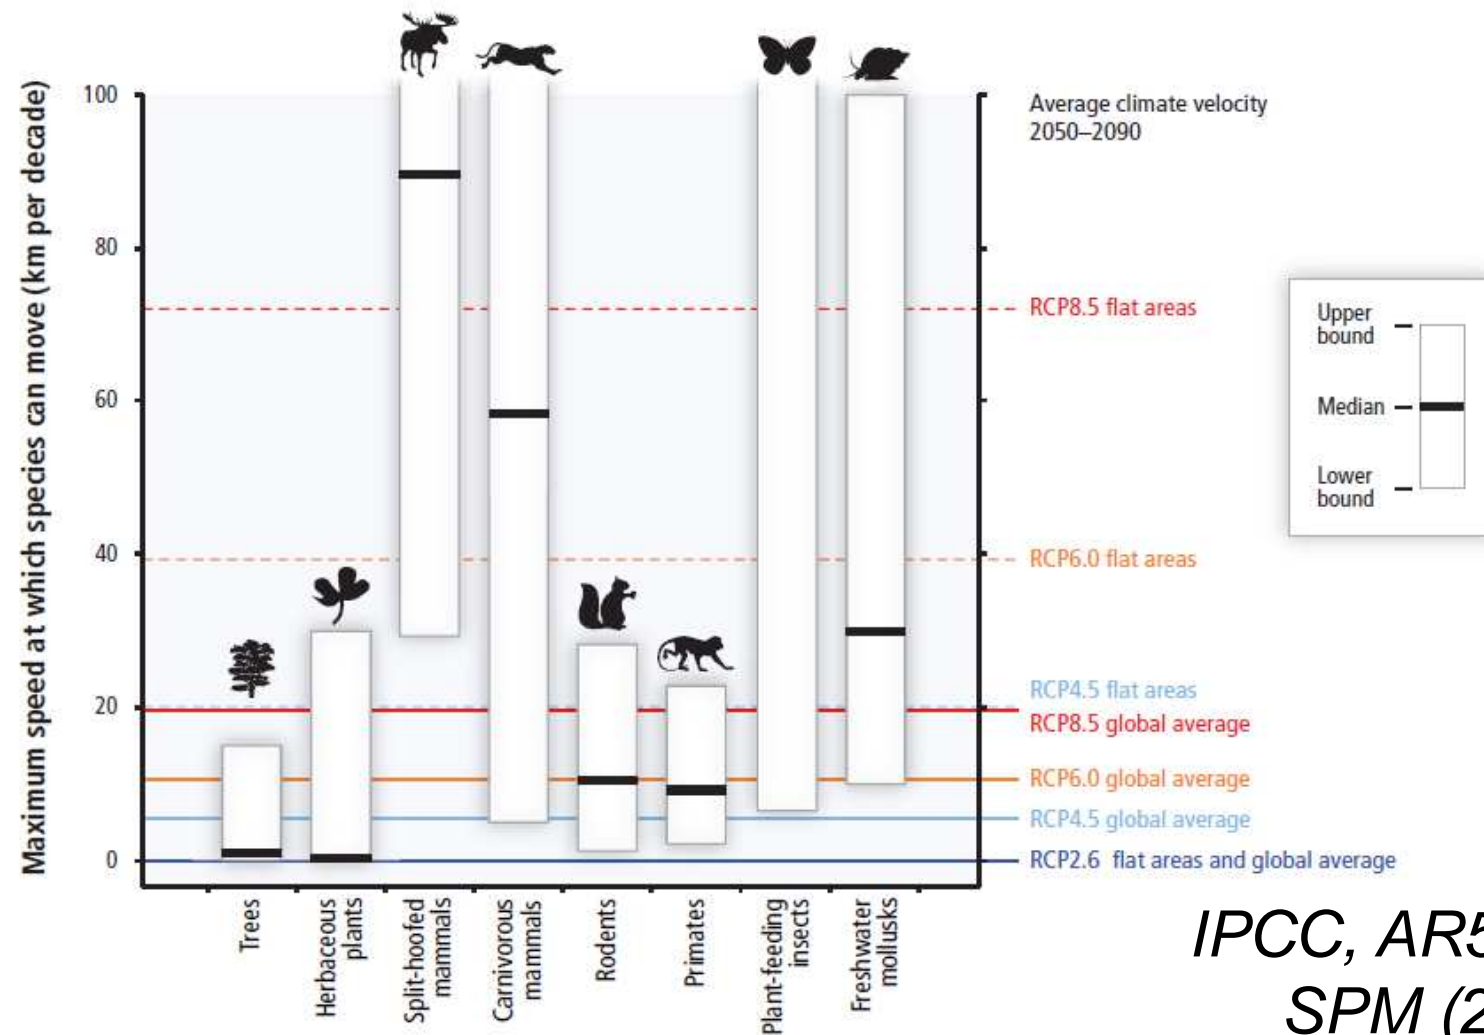 Maximum speed at which species can move (km per decade)
100
80
60
40
20
0
Average climate velocity
2050–2090
RCP8.5 flat areas
RCP6.0 flat areas
RCP4.5 flat areas
RCP8.5 global average
RCP6.0 global average
RCP4.5 global average
RCP2.6 flat areas and global average
Upper
bound
Median
Lower
bound
Trees
Herbaceous
plants
Split-hoofed
mammals
Carnivorous
mammals
Rodents
Primates
Plant-feeding
insects
Freshwater
mollusks
IPCC, AR5
SPM (2